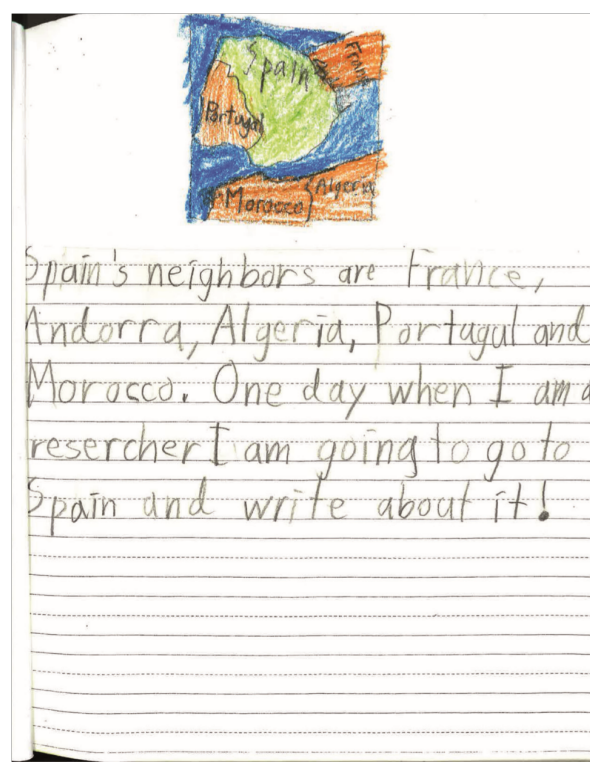 Spain
France
Portugal
Morocco
Algeria
Spain's neighbors are France,
Andorra, Algeria, Portugul and
Morocco. One day when I am a
resercher I am going to go to
Spain and write about it!